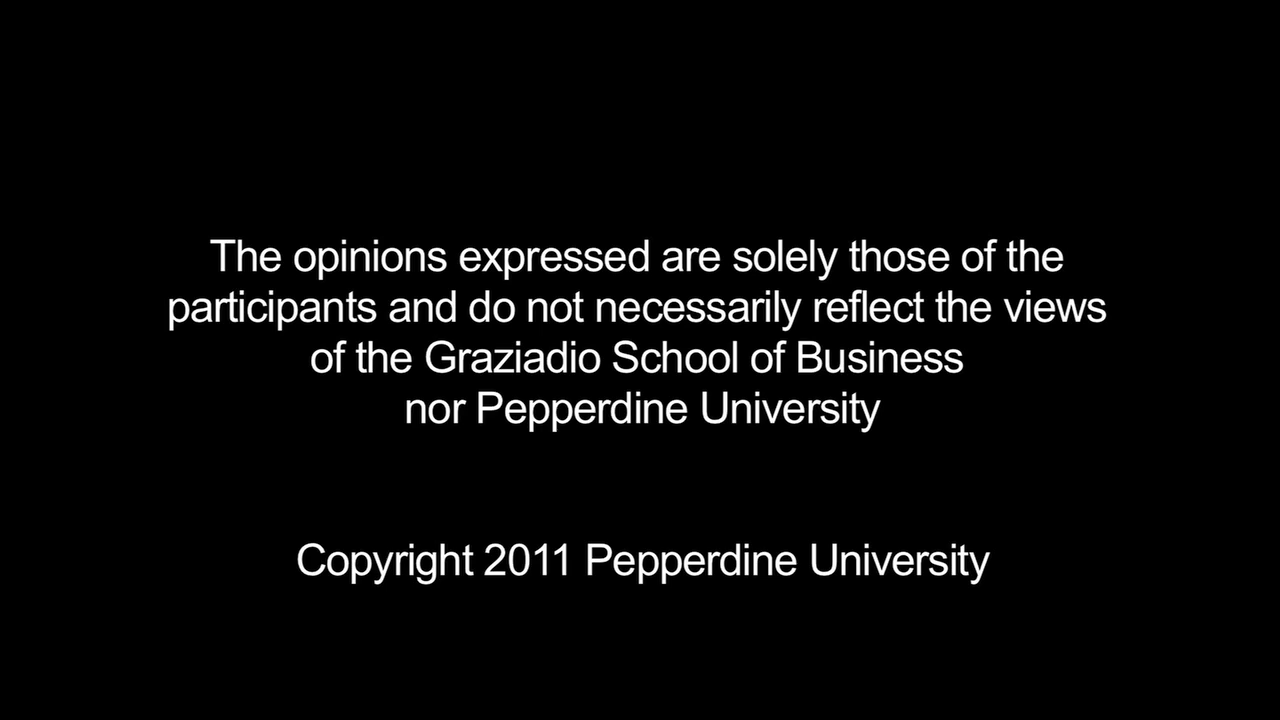 The opinions expressed are solely those of the
participants and do not necessarily reflect the views
of the Graziadio School of Business
nor Pepperdine University
Copyright 2011 Pepperdine University